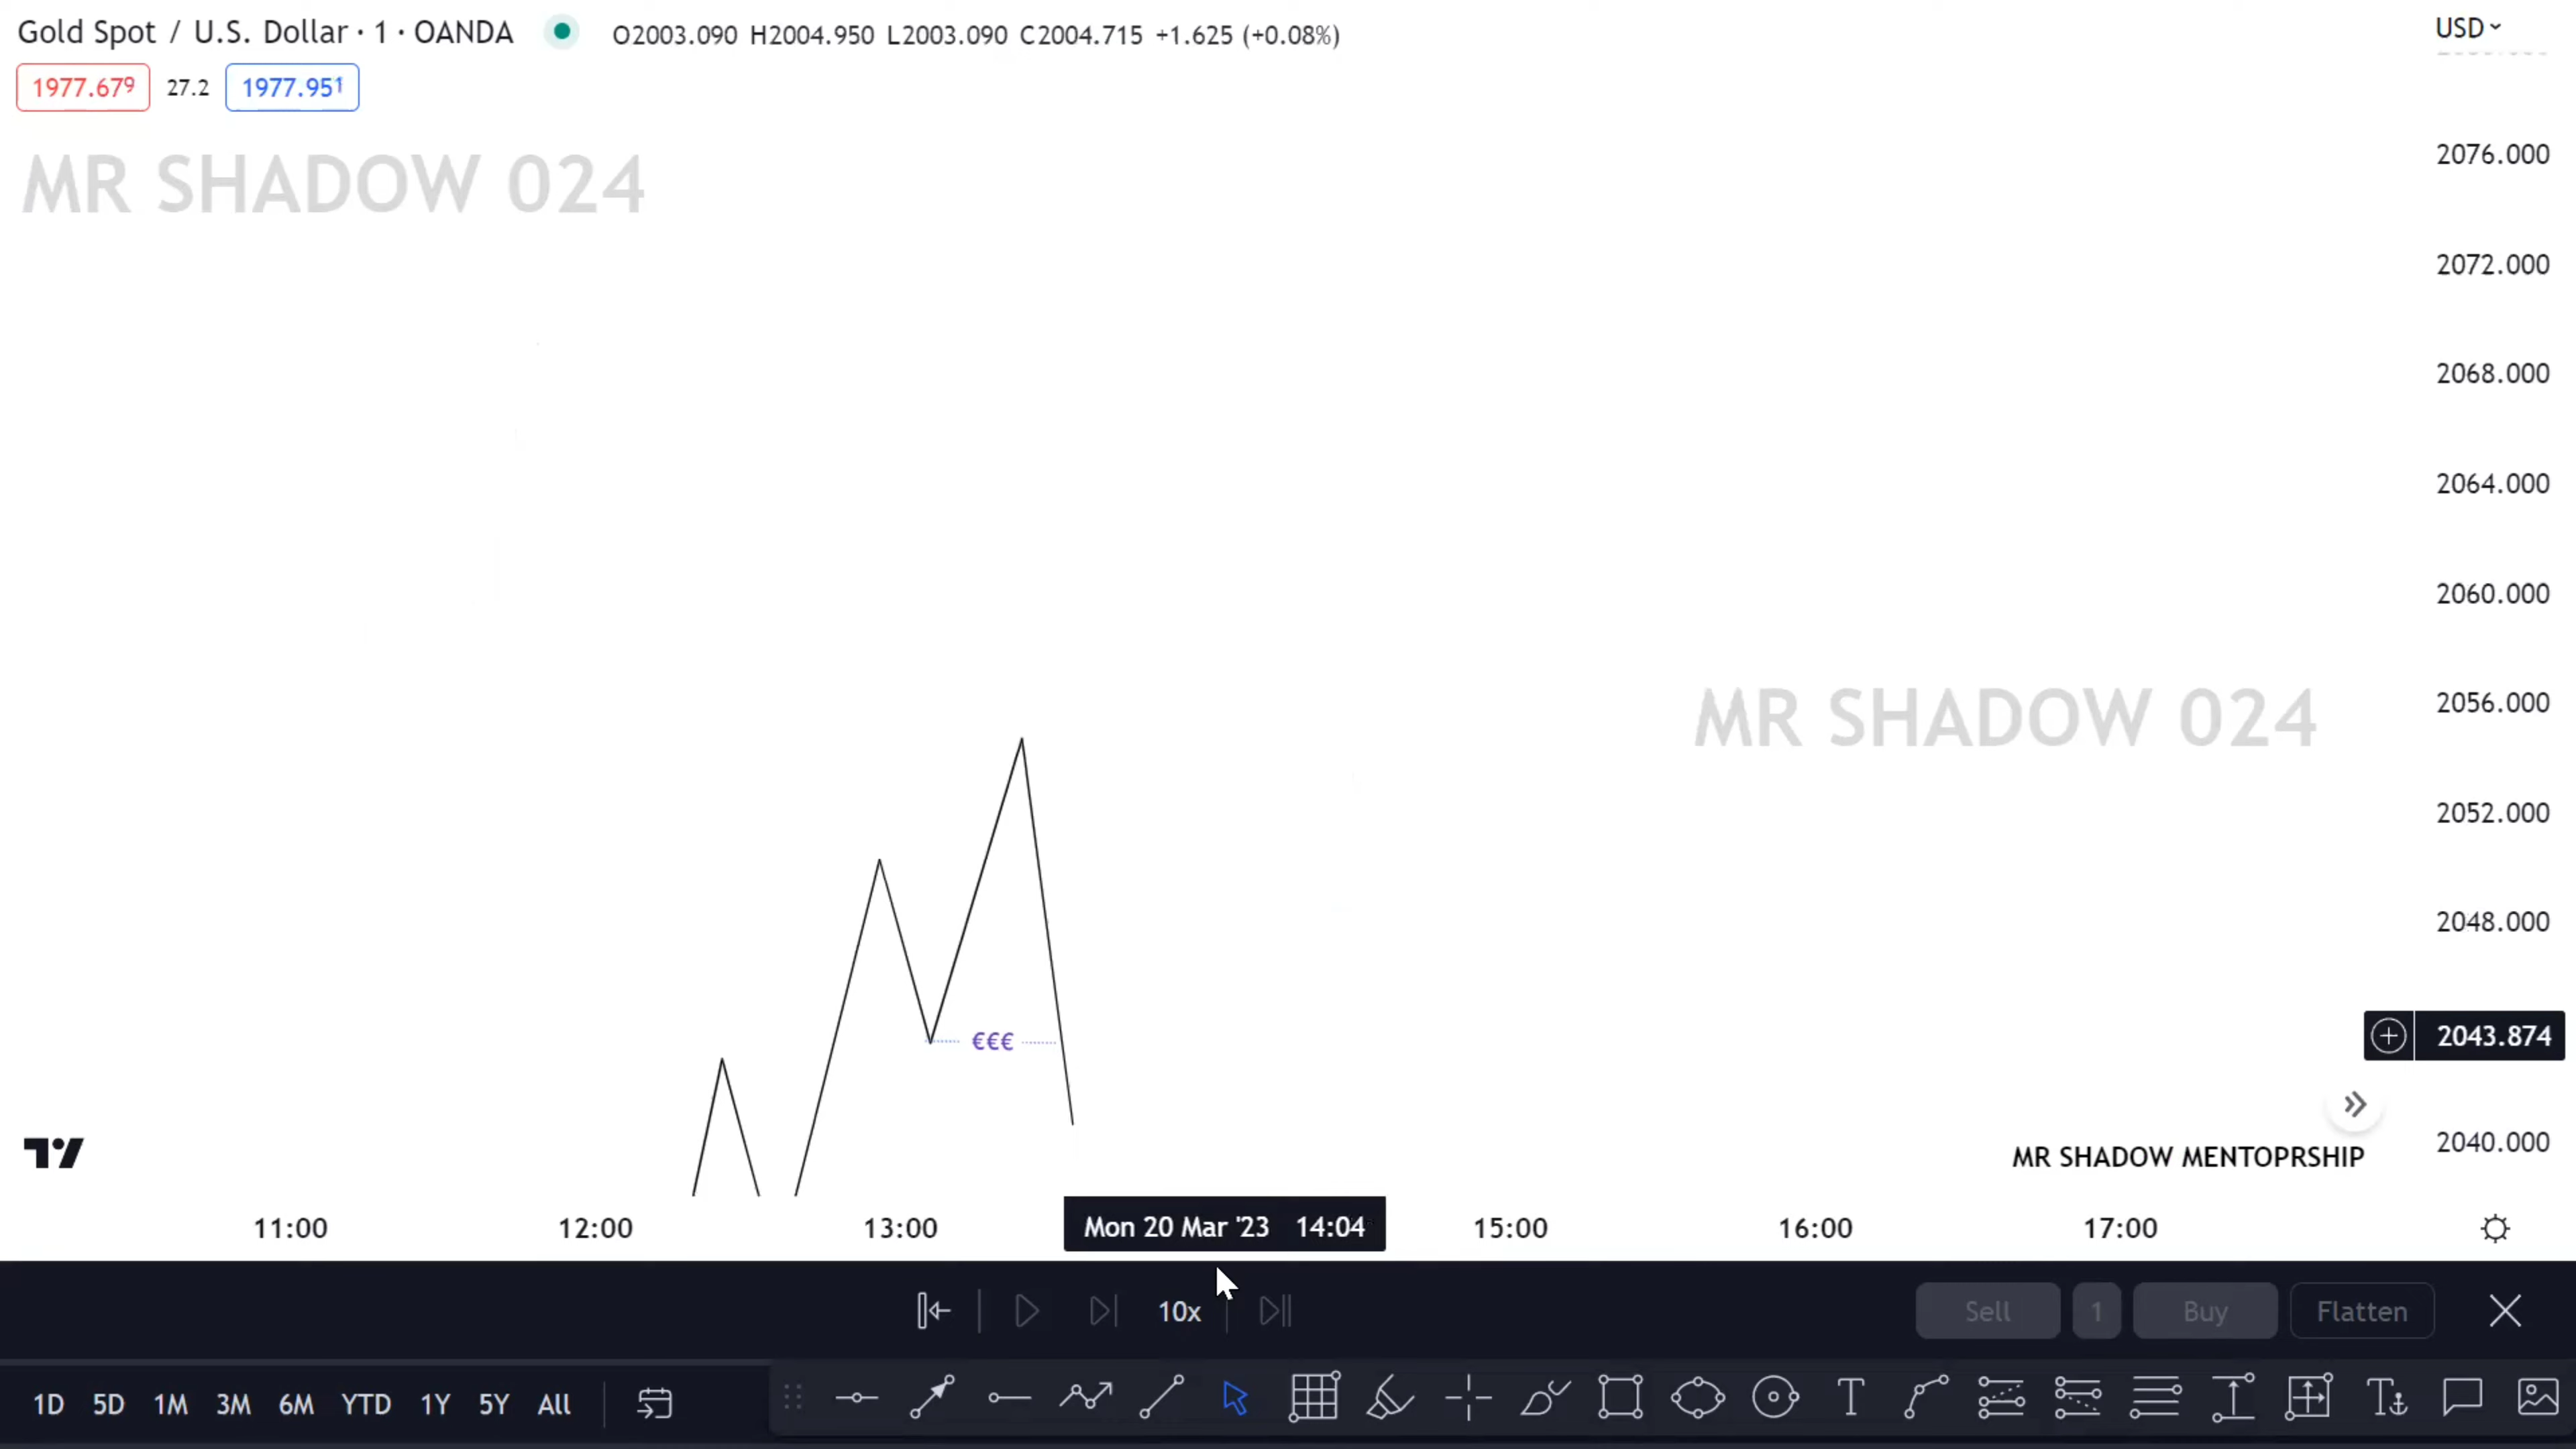 Gold Spot / U.S. Dollar · 1 · OANDA O2003.090 H2004.950 L2003.090 C2004.715 +1.625 (+0.08%)
USD
1977.679 27.2 1977.951
MR SHADOW 024
2076.000
2072.000
2068.000
2064.000
2060.000
MR SHADOW 024
2056.000
2052.000
2048.000
€€€
2043.874
2040.000
MR SHADOW MENTOPRSHIP
11:00 12:00 13:00 Mon 20 Mar '23 14:04 15:00 16:00 17:00
10x Sell 1 Buy Flatten
1D 5D 1M 3M 6M YTD 1Y 5Y All